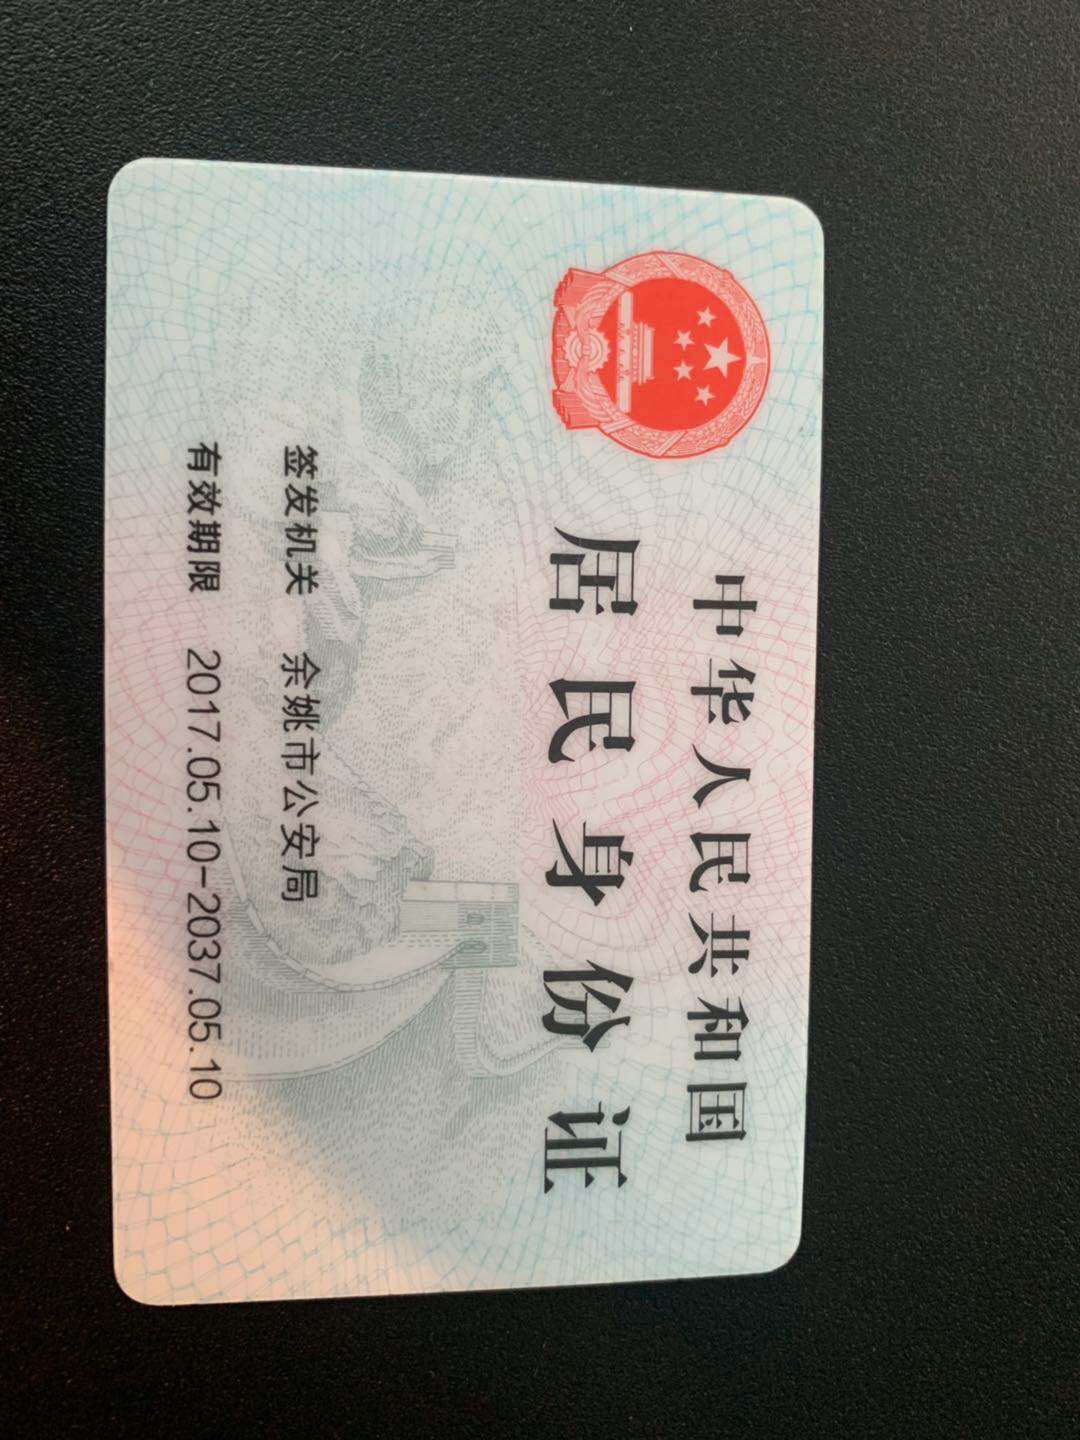 中华人民共和国
居民身份证
签发机关 余姚市公安局
有效期限 2017.05.10-2037.05.10